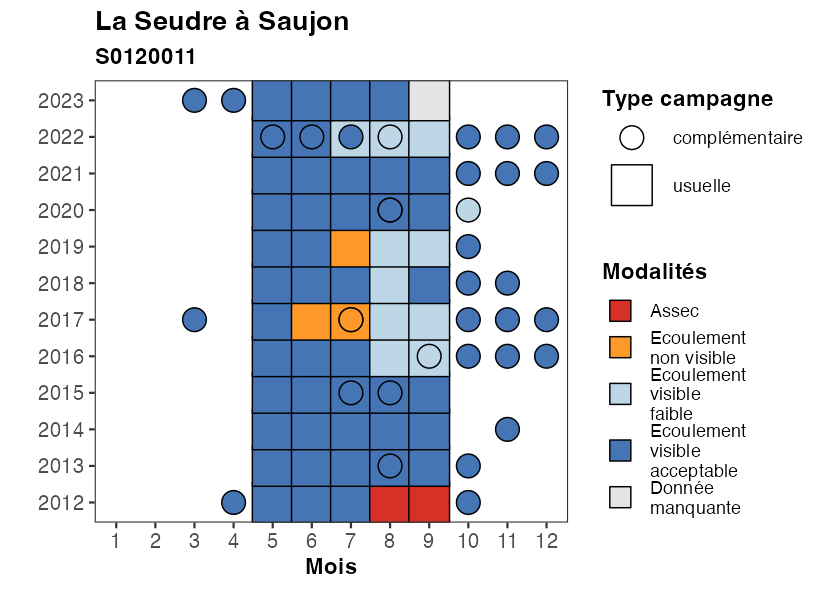 La Seudre à Saujon
S0120011
2023
2022
2021
2020
2019
2018
2017
2016
2015
2014
2013
2012
1 2 3 4 5 6 7 8 9 10 11 12
Mois
Type campagne
complémentaire
usuelle
Modalités
Assec
Ecoulement
non visible
Ecoulement
visible
faible
Ecoulement
visible
acceptable
Donnée
manquante